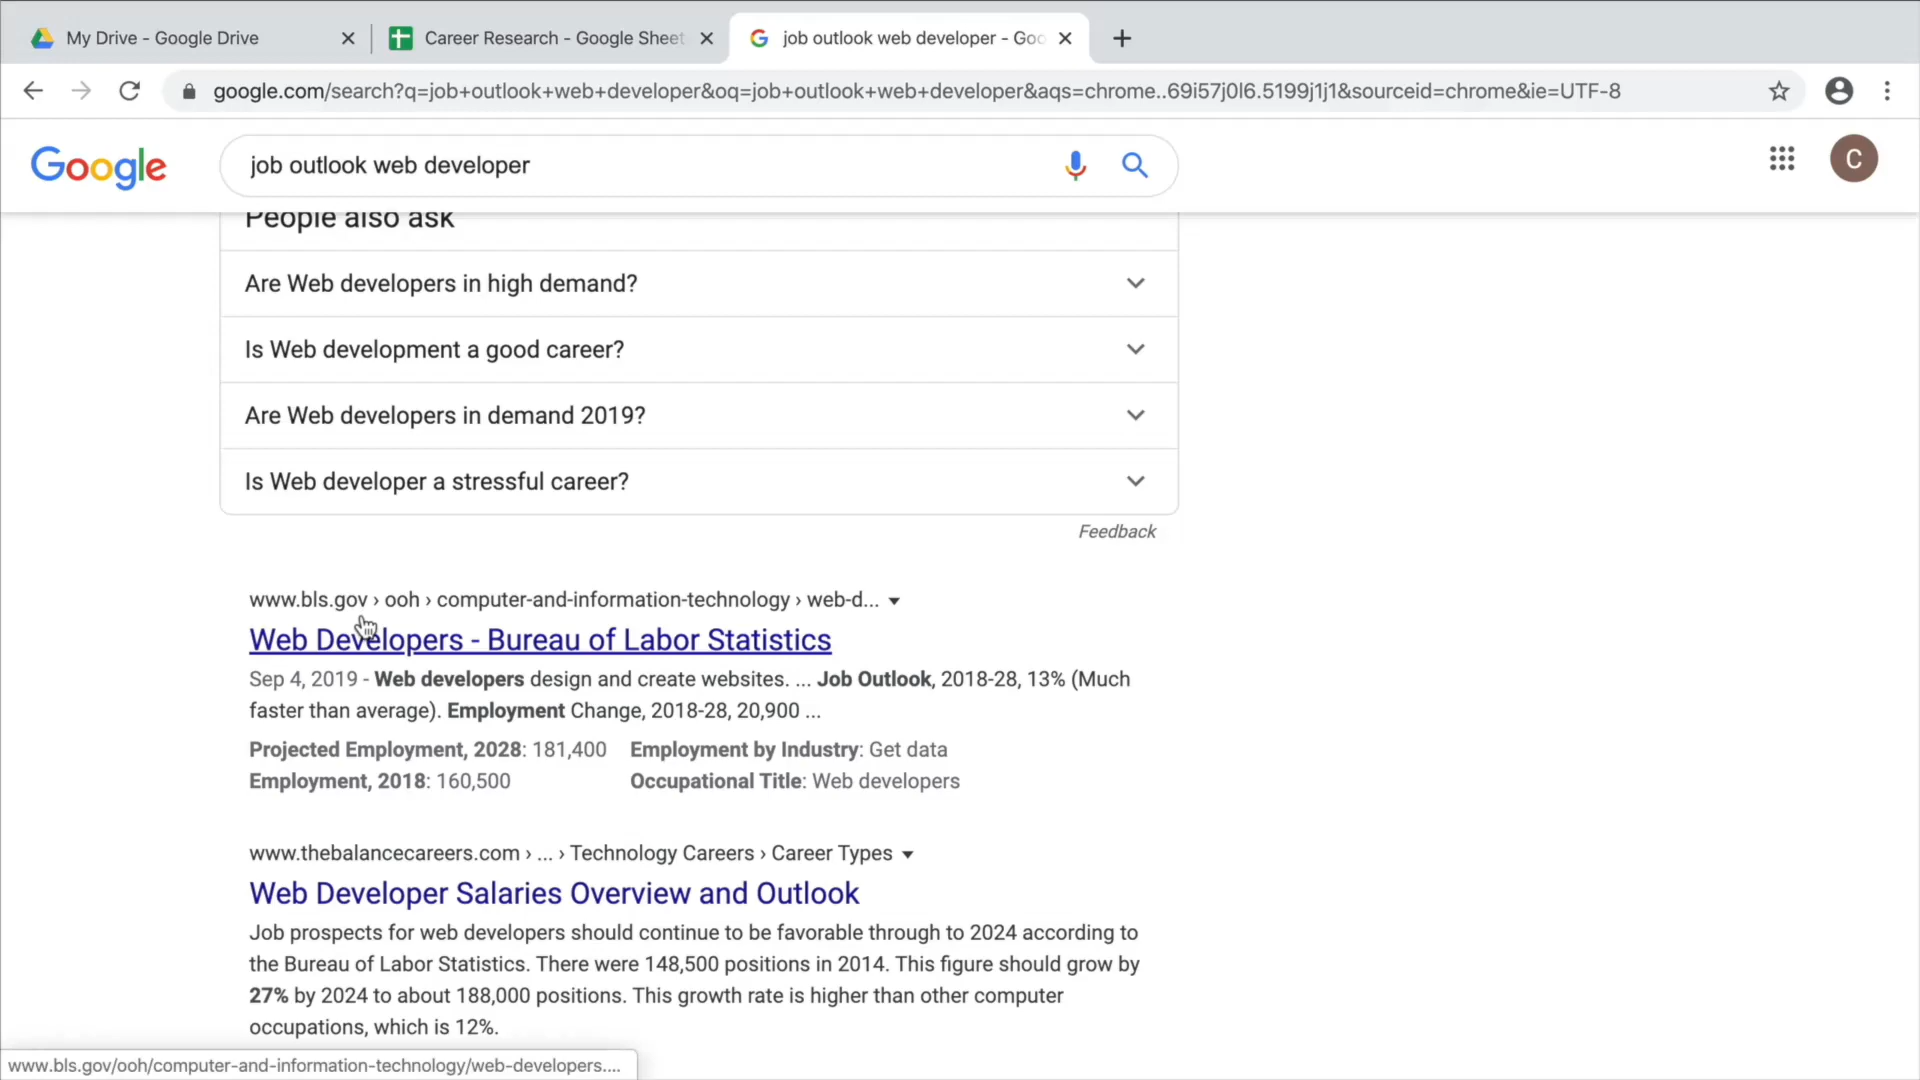 My Drive - Google Drive
Career Research - Google Sheet
job outlook web developer - Goo
google.com/search?q=job+outlook+web+developer&oq=job+outlook+web+developer&aqs=chrome..69i57j0l6.5199j1j1&sourceid=chrome&ie=UTF-8
Google
job outlook web developer
C
People also ask
Are Web developers in high demand?
Is Web development a good career?
Are Web developers in demand 2019?
Is Web developer a stressful career?
Feedback
www.bls.gov › ooh › computer-and-information-technology › web-d...
Web Developers - Bureau of Labor Statistics
Sep 4, 2019 - Web developers design and create websites. ... Job Outlook, 2018-28, 13% (Much
faster than average). Employment Change, 2018-28, 20,900 ...
Projected Employment, 2028: 181,400 Employment by Industry: Get data
Employment, 2018: 160,500 Occupational Title: Web developers
www.thebalancecareers.com › ... › Technology Careers › Career Types
Web Developer Salaries Overview and Outlook
Job prospects for web developers should continue to be favorable through to 2024 according to
the Bureau of Labor Statistics. There were 148,500 positions in 2014. This figure should grow by
27% by 2024 to about 188,000 positions. This growth rate is higher than other computer
occupations, which is 12%.
www.bls.gov/ooh/computer-and-information-technology/web-developers....